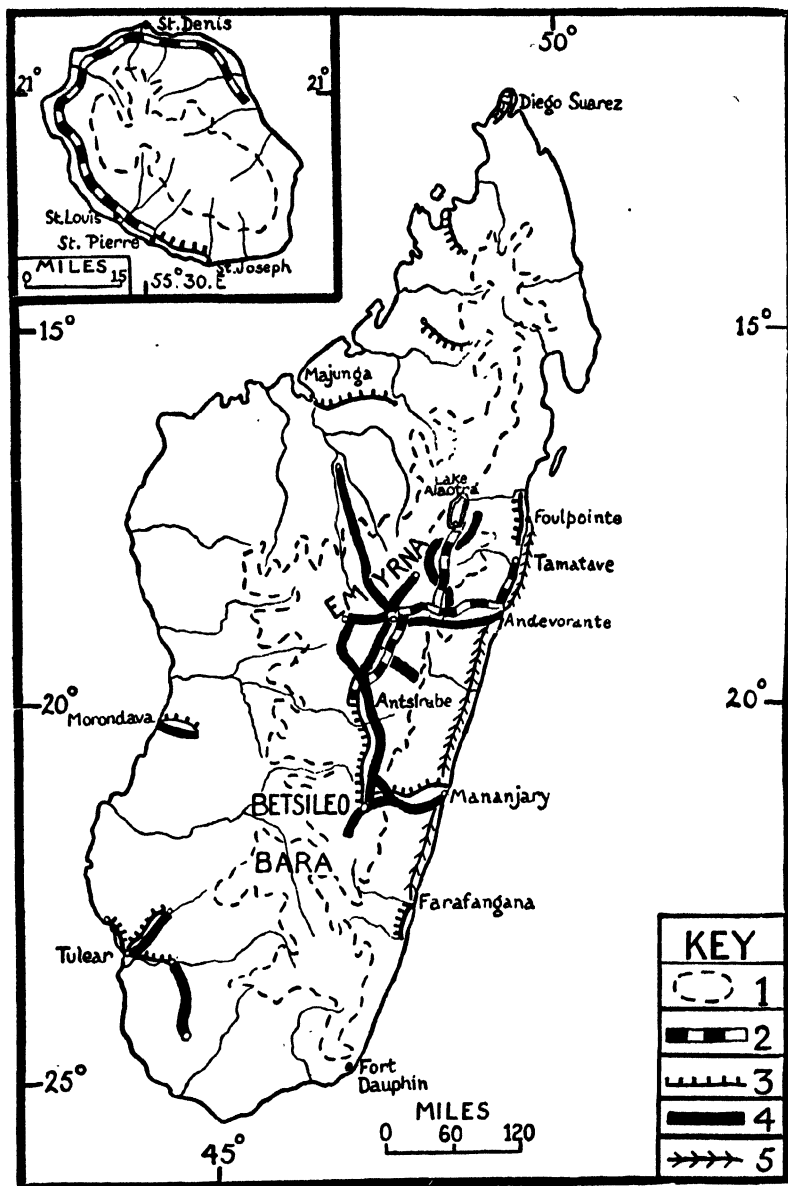 St. Denis
21°
21°
St. Louis
St. Pierre
St. Joseph
MILES
0 15
55°30.E
50°
Diego Suarez
15°
15°
Majunga
Lake
Alaotra
Foulpointe
Tamatave
EMYRNA
Andevorante
20°
20°
Antsirabe
Morondava
BETSILEO
Mananjary
BARA
Farafangana
Tulear
Fort
Dauphin
25°
45°
MILES
0 60 120
KEY
1
2
3
4
5